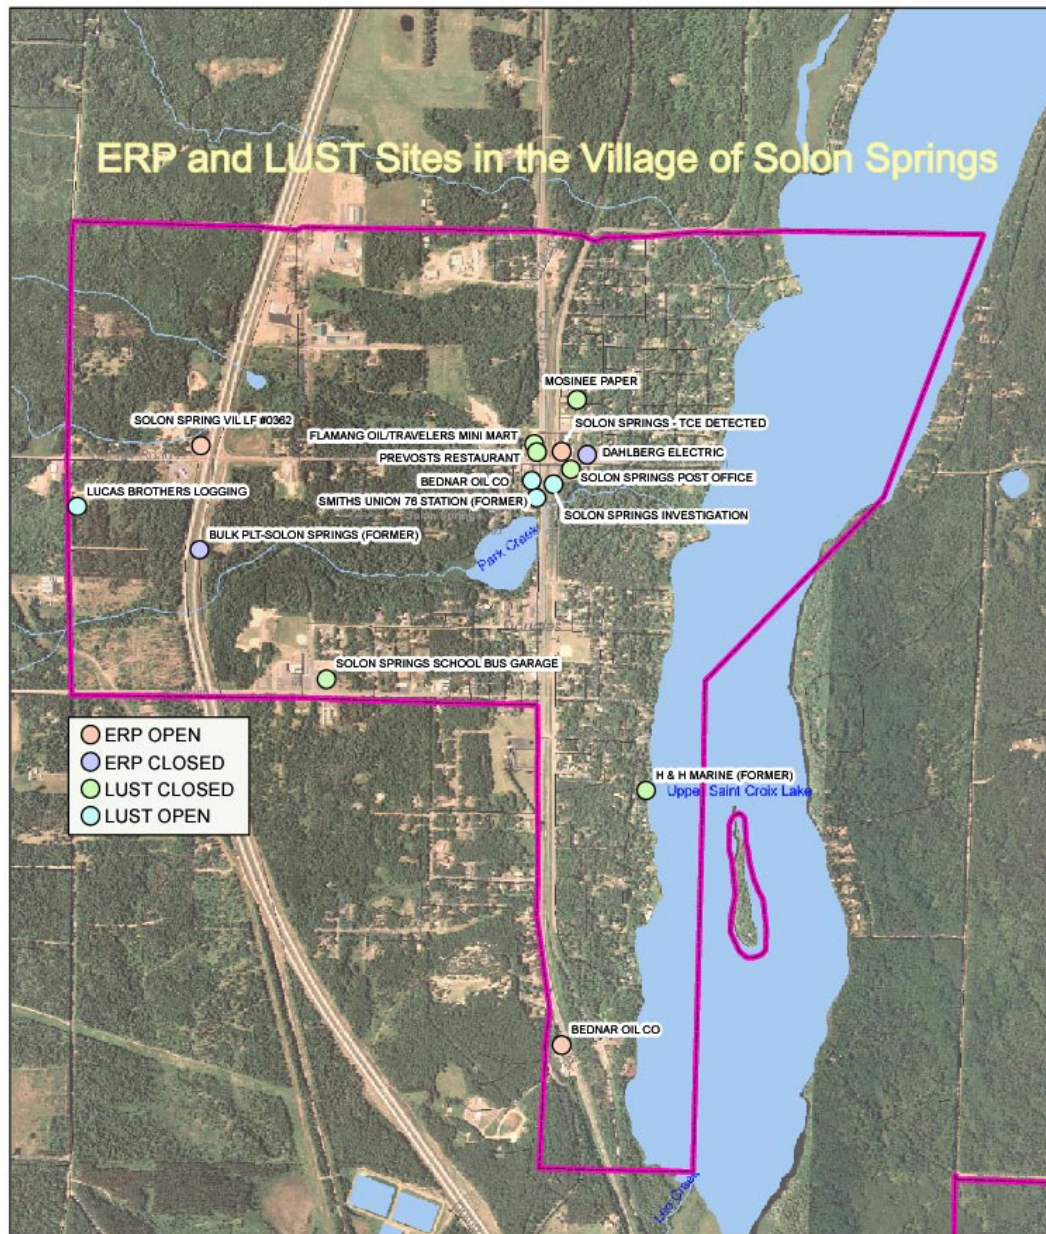 ERP and LUST Sites in the Village of Solon Springs
MOSINEE PAPER
SOLON SPRING VIL LF #0362
SOLON SPRINGS - TCE DETECTED
FLAMANG OIL/TRAVELERS MINI MART
PREVOSTS RESTAURANT
DAHLBERG ELECTRIC
BEDNAR OIL CO
SOLON SPRINGS POST OFFICE
LUCAS BROTHERS LOGGING
SMITHS UNION 76 STATION (FORMER)
SOLON SPRINGS INVESTIGATION
BULK PLT-SOLON SPRINGS (FORMER)
Park Creek
SOLON SPRINGS SCHOOL BUS GARAGE
ERP OPEN
ERP CLOSED
LUST CLOSED
LUST OPEN
H & H MARINE (FORMER)
Upper Saint Croix Lake
BEDNAR OIL CO
Creek